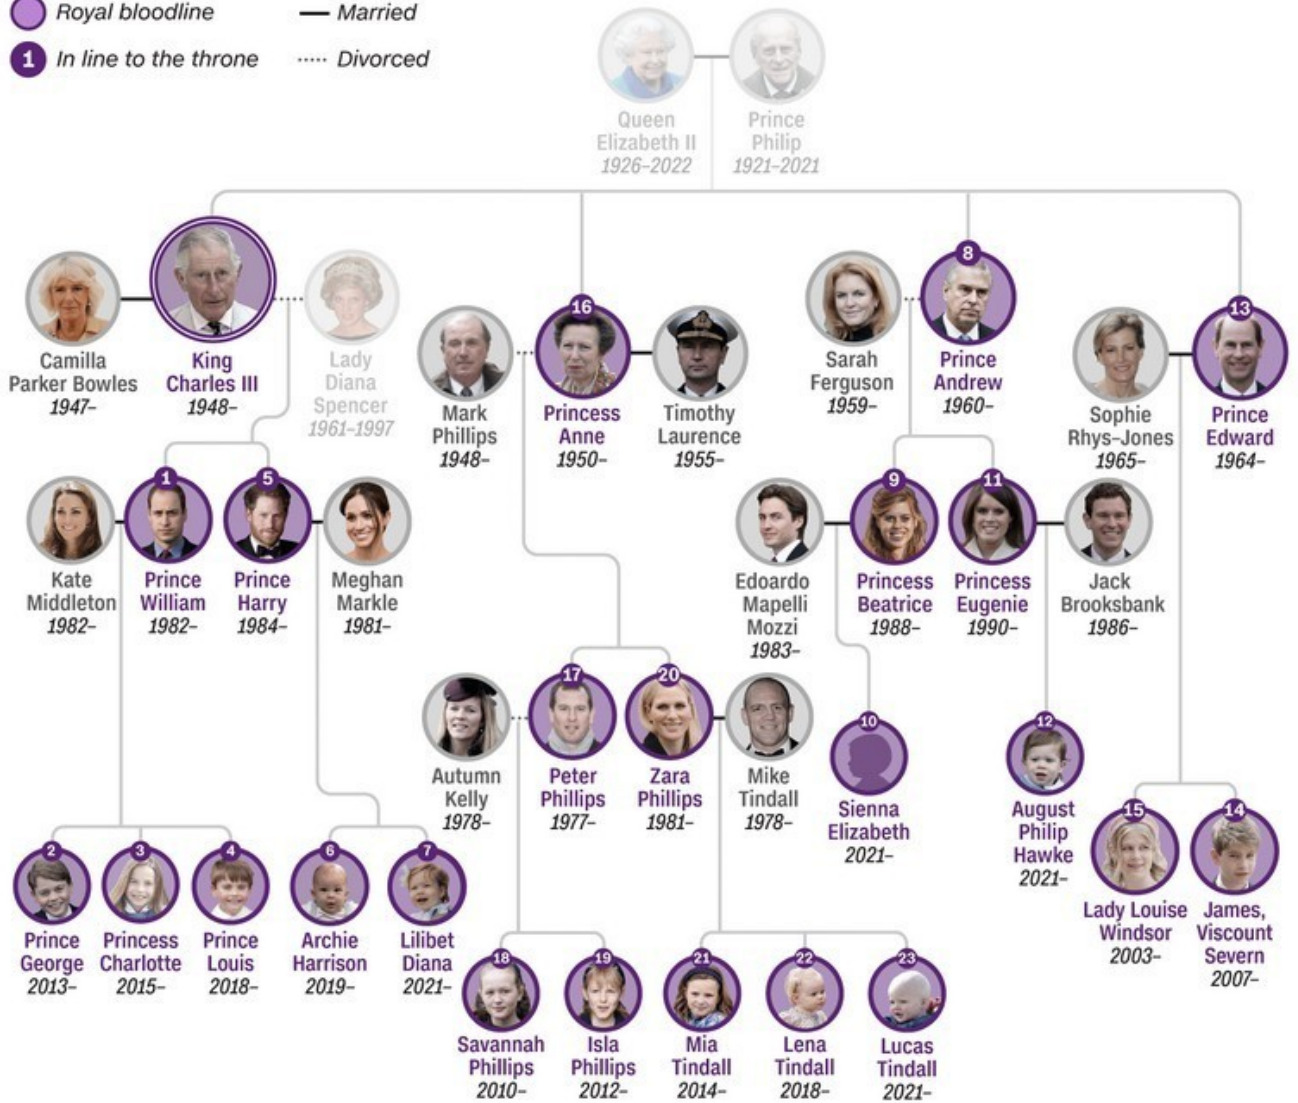 Royal bloodline
Married
1 In line to the throne
Divorced
Queen
Elizabeth II
1926–2022
Prince
Philip
1921–2021
Camilla
Parker Bowles
1947–
King
Charles III
1948–
Lady
Diana
Spencer
1961–1997
Mark
Phillips
1948–
16
Princess
Anne
1950–
Timothy
Laurence
1955–
Sarah
Ferguson
1959–
8
Prince
Andrew
1960–
Sophie
Rhys–Jones
1965–
13
Prince
Edward
1964–
Kate
Middleton
1982–
1
Prince
William
1982–
5
Prince
Harry
1984–
Meghan
Markle
1981–
Edoardo
Mapelli
Mozzi
1983–
9
Princess
Beatrice
1988–
11
Princess
Eugenie
1990–
Jack
Brooksbank
1986–
Autumn
Kelly
1978–
17
Peter
Phillips
1977–
20
Zara
Phillips
1981–
Mike
Tindall
1978–
10
Sienna
Elizabeth
2021–
12
August
Philip
Hawke
2021–
15
Lady Louise
Windsor
2003–
14
James,
Viscount
Severn
2007–
2
Prince
George
2013–
3
Princess
Charlotte
2015–
4
Prince
Louis
2018–
6
Archie
Harrison
2019–
7
Lilibet
Diana
2021–
18
Savannah
Phillips
2010–
19
Isla
Phillips
2012–
21
Mia
Tindall
2014–
22
Lena
Tindall
2018–
23
Lucas
Tindall
2021–